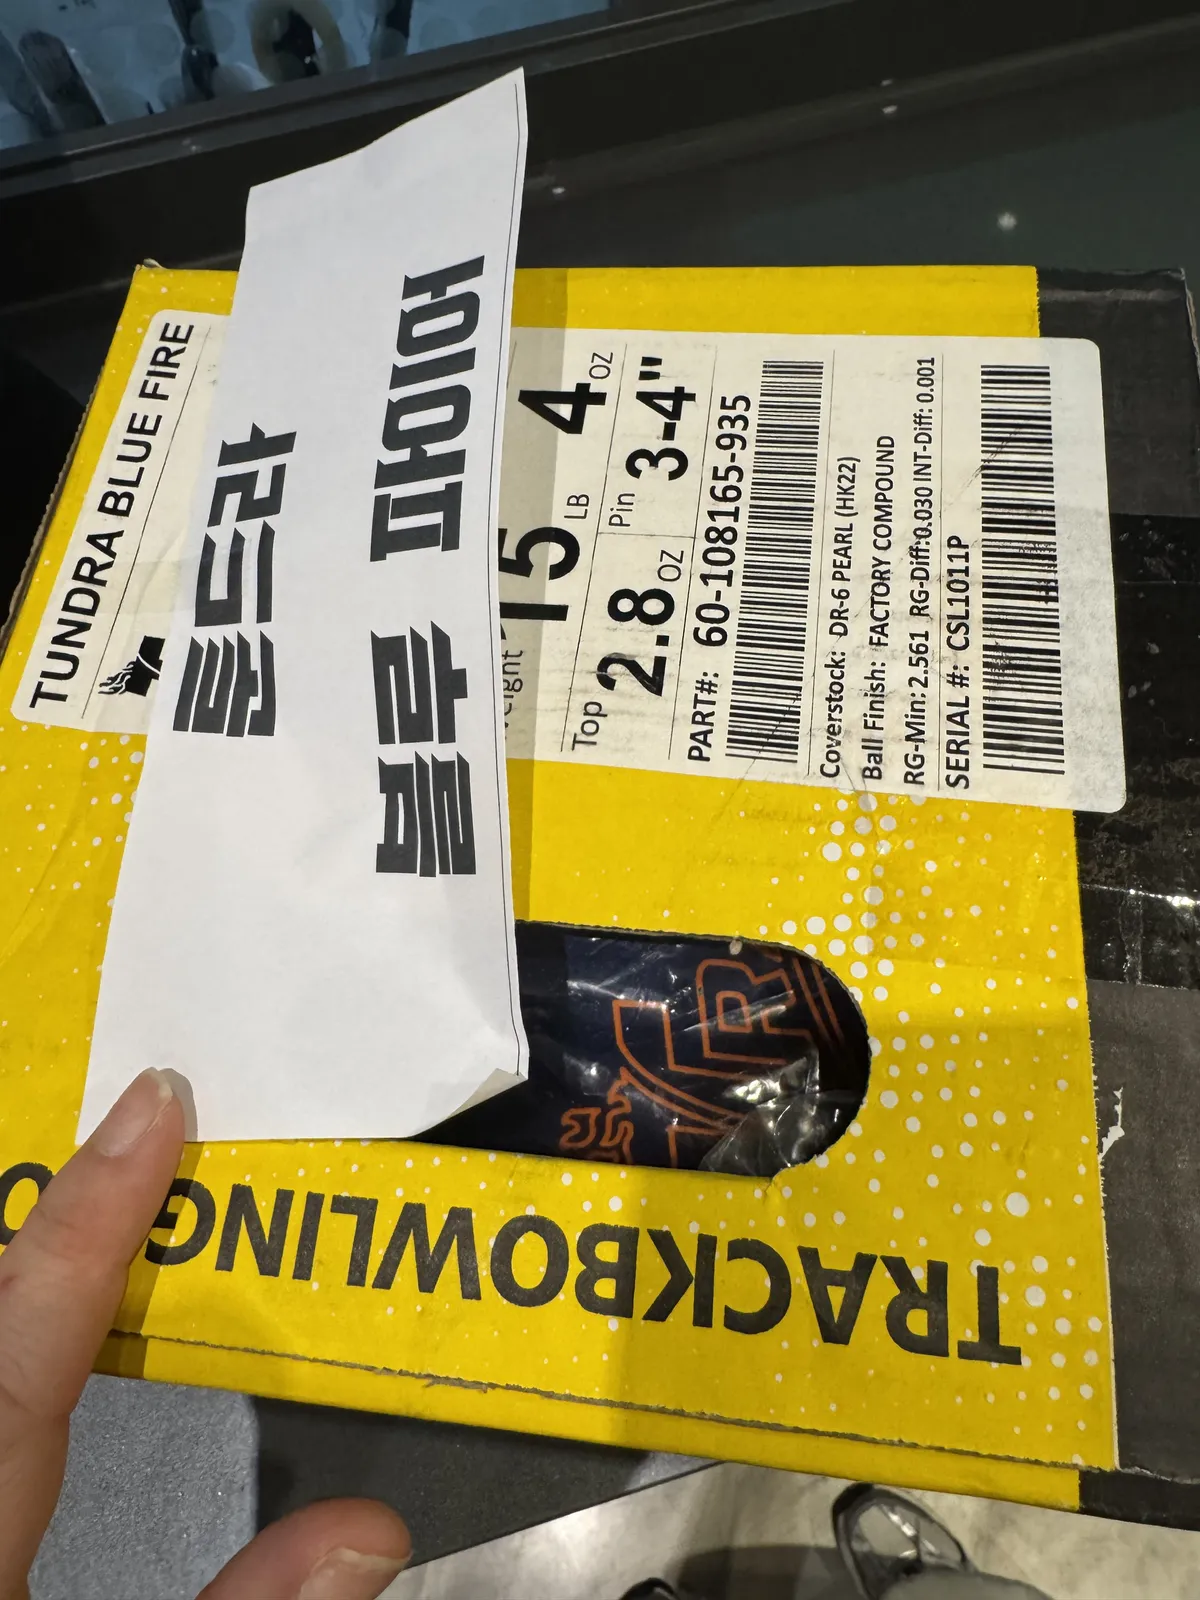 TUNDRA BLUE FIRE
툰드라
블루 파이어
15 LB 4 OZ
Top 2.8 OZ Pin 3-4"
PART#: 60-108165-935
Coverstock: DR-6 PEARL (HK22)
Ball Finish: FACTORY COMPOUND
RG-Min: 2.561 RG-Diff:0.030 INT-Diff: 0.001
SERIAL #: CSL1011P
TRACKBOWLING